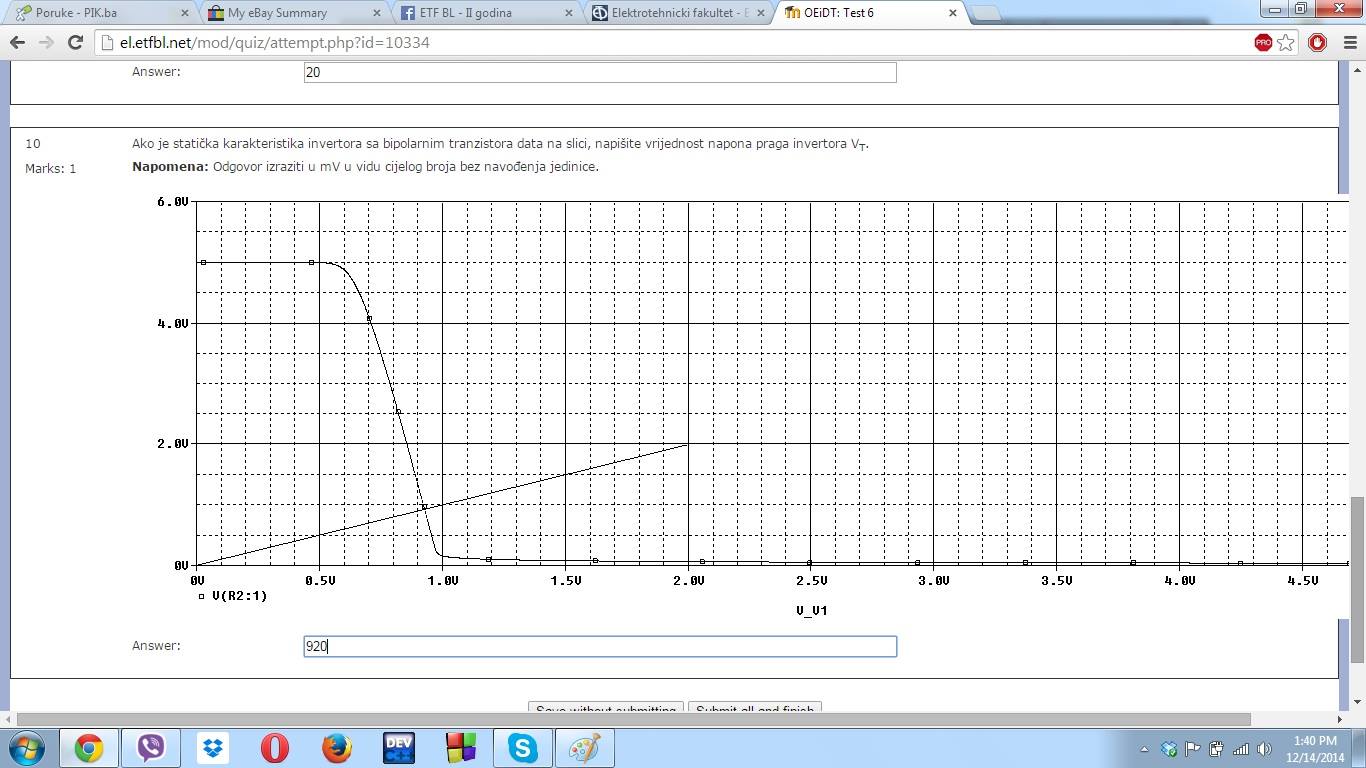 Poruke - PIK.ba
My eBay Summary
ETF BL - II godina
Elektrotehnicki fakultet - E
OEiDT: Test 6
el.etfbl.net/mod/quiz/attempt.php?id=10334
PRO
Answer:
20
10
Ako je statička karakteristika invertora sa bipolarnim tranzistora data na slici, napišite vrijednost napona praga invertora VT.
Marks: 1
Napomena: Odgovor izraziti u mV u vidu cijelog broja bez navođenja jedinice.
6.0V
4.0V
2.0V
0V
0V 0.5V 1.0V 1.5V 2.0V 2.5V 3.0V 3.5V 4.0V 4.5V
V(R2:1)
V_V1
Answer:
920
Save without submitting
Submit all and finish
DEV
C++
1:40 PM
12/14/2014